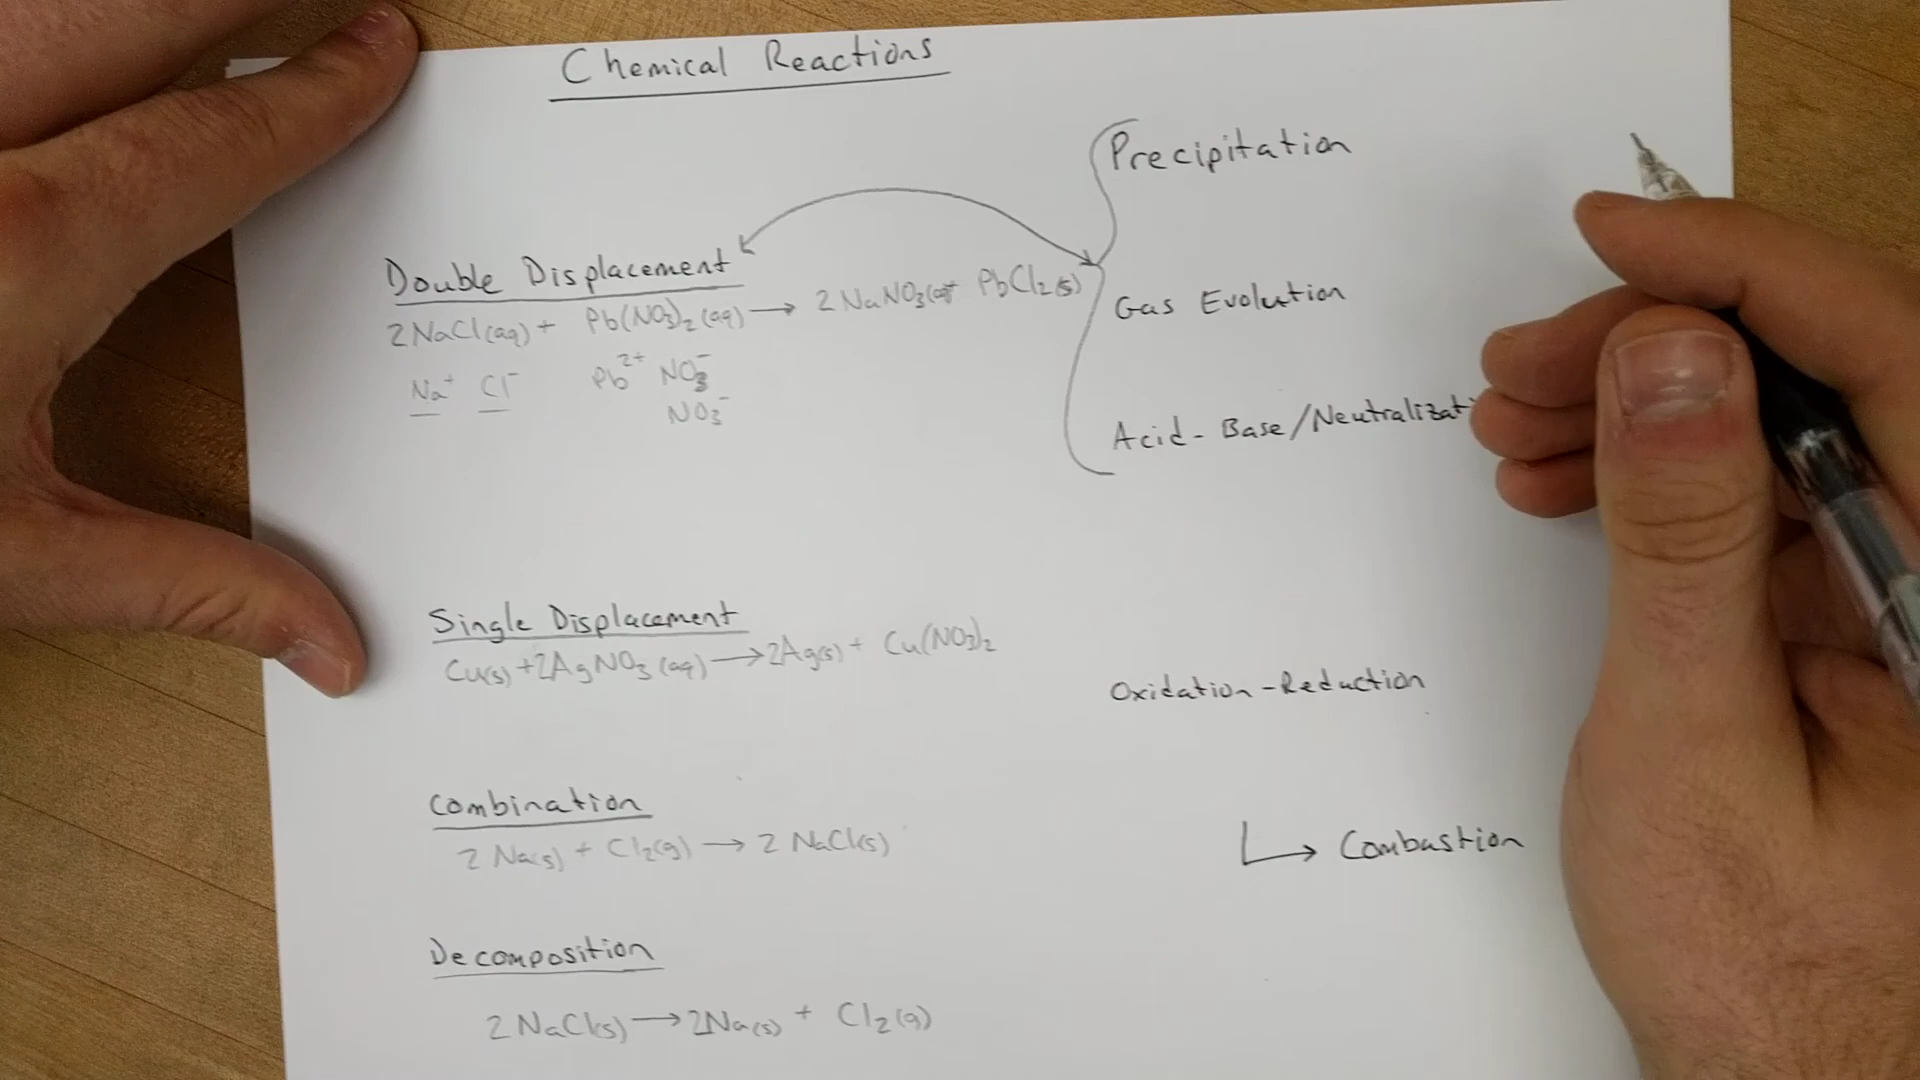 Chemical Reactions
Precipitation
Double Displacement
2NaCl(aq) + Pb(NO3)2(aq) → 2NaNO3(aq) + PbCl2(s)
Na⁺ Cl⁻ Pb²⁺ NO3⁻
NO3⁻
Gas Evolution
Acid-Base/Neutralizati
Single Displacement
Cu(s) + 2AgNO3(aq) → 2Ag(s) + Cu(NO3)2
Oxidation-Reduction
Combination
2Na(s) + Cl2(g) → 2NaCl(s)
↳ Combustion
Decomposition
2NaCl(s) → 2Na(s) + Cl2(g)